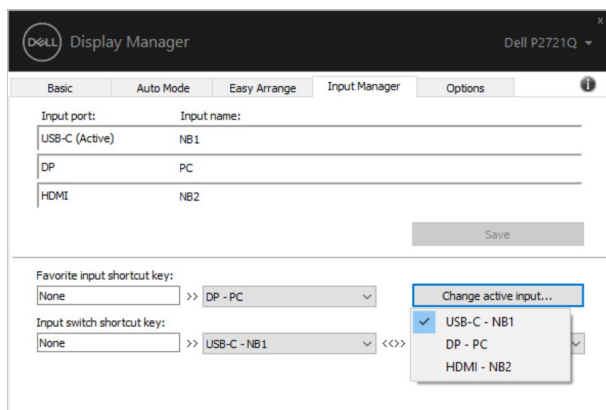 DELL Display Manager
x
Dell P2721Q
Basic Auto Mode Easy Arrange Input Manager Options
Input port: Input name:
USB-C (Active) NB1
DP PC
HDMI NB2
Save
Favorite input shortcut key:
None >> DP - PC Change active input...
Input switch shortcut key:
None >> USB-C - NB1 <<>>
USB-C - NB1
DP - PC
HDMI - NB2